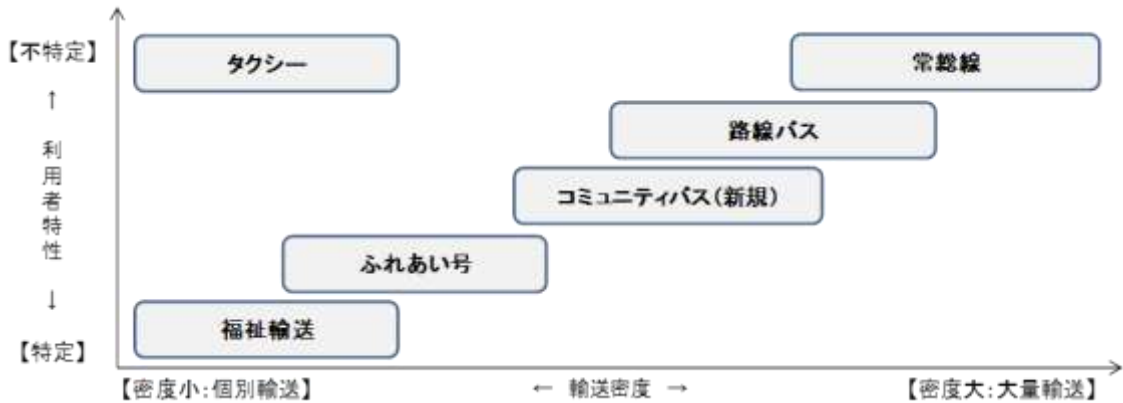 【不特定】
タクシー
常総線
↑
路線バス
利用者特性
コミュニティバス(新規)
ふれあい号
↓
福祉輸送
【特定】
【密度小:個別輸送】 ← 輸送密度 → 【密度大:大量輸送】